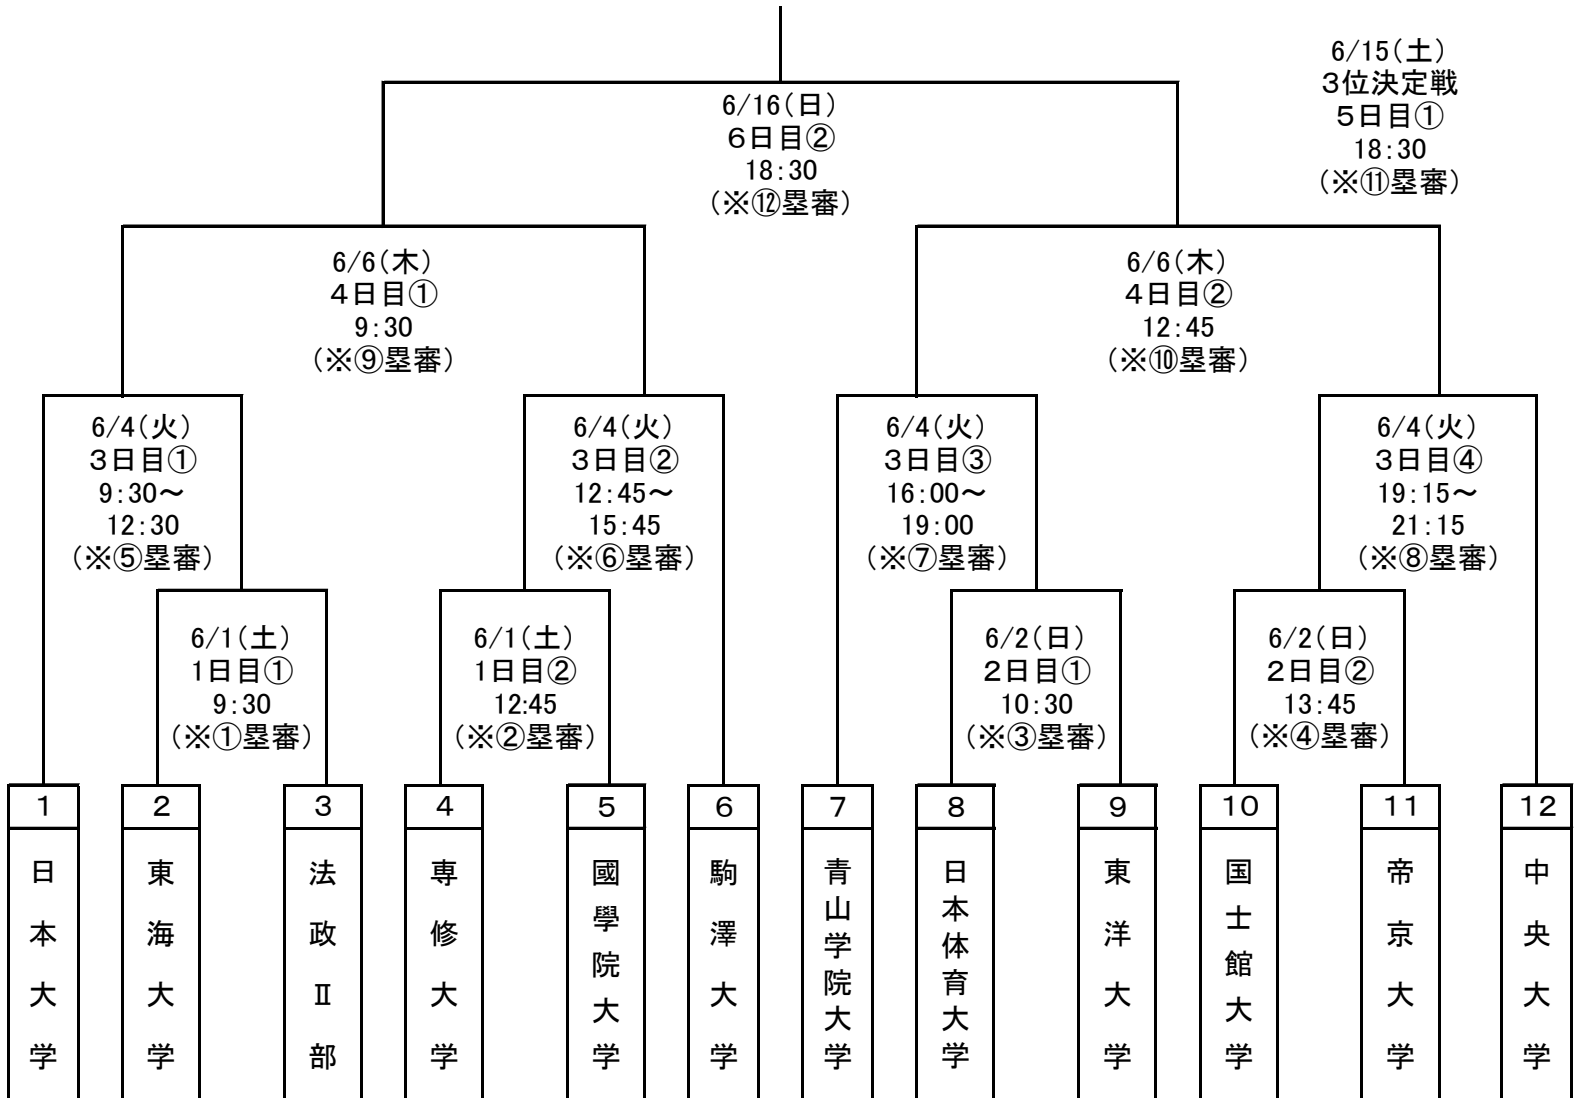 6/15(土)
3位決定戦
5日目①
18:30
(※⑪塁審)
6/16(日)
6日目②
18:30
(※⑫塁審)
6/6(木)
4日目①
9:30
(※⑨塁審)
6/6(木)
4日目②
12:45
(※⑩塁審)
6/4(火)
3日目①
9:30～
12:30
(※⑤塁審)
6/4(火)
3日目②
12:45～
15:45
(※⑥塁審)
6/4(火)
3日目③
16:00～
19:00
(※⑦塁審)
6/4(火)
3日目④
19:15～
21:15
(※⑧塁審)
6/1(土)
1日目①
9:30
(※①塁審)
6/1(土)
1日目②
12:45
(※②塁審)
6/2(日)
2日目①
10:30
(※③塁審)
6/2(日)
2日目②
13:45
(※④塁審)
1
日本大学
2
東海大学
3
法政Ⅱ部
4
専修大学
5
國學院大学
6
駒澤大学
7
青山学院大学
8
日本体育大学
9
東洋大学
10
国士館大学
11
帝京大学
12
中央大学